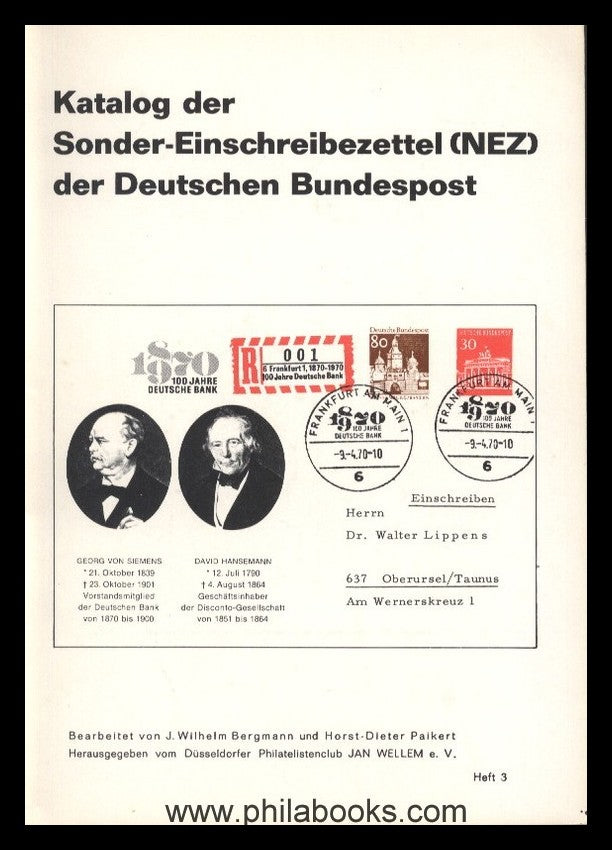 Katalog der
Sonder-Einschreibezettel (NEZ)
der Deutschen Bundespost
1870
1970
100 JAHRE
DEUTSCHE BANK
R
001
6 Frankfurt 1, 1870-1970
100 Jahre Deutsche Bank
Deutsche Bundespost
80
DEUTSCHE BUNDESPOST
30
FRANKFURT AM MAIN 1
1870
1970
100 JAHRE
DEUTSCHE BANK
-9.-4.70-10
6
FRANKFURT AM MAIN 1
1870
1970
100 JAHRE
DEUTSCHE BANK
-9.-4.70-10
6
Einschreiben
Herrn
Dr. Walter Lippens
637 Oberursel/Taunus
Am Wernerskreuz 1
GEORG VON SIEMENS
* 21. Oktober 1839
† 23. Oktober 1901
Vorstandsmitglied
der Deutschen Bank
von 1870 bis 1900
DAVID HANSEMANN
* 12. Juli 1790
† 4. August 1864
Geschäftsinhaber
der Disconto-Gesellschaft
von 1851 bis 1864
Bearbeitet von J. Wilhelm Bergmann und Horst-Dieter Paikert
Herausgegeben vom Düsseldorfer Philatelistenclub JAN WELLEM e. V.
Heft 3
www.philabooks.com